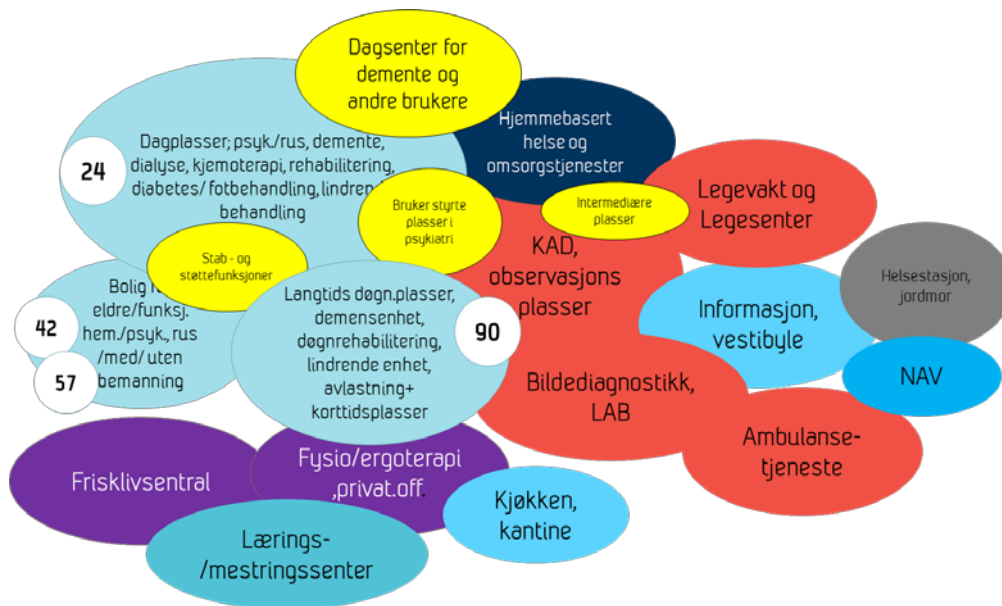 Dagsenter for
demente og
andre brukere
Hjemmebasert
helse og
omsorgstjenester
Dagplasser; psyk./rus, demente,
dialyse, kjemoterapi, rehabilitering,
diabetes/ fotbehandling, lindrende
behandling
24
Legevakt og
Legesenter
Bruker styrte
plasser i
psykiatri
Intermediære
plasser
KAD,
observasjons
plasser
Stab - og
støttefunksjoner
Helsestasjon,
jordmor
Bolig
eldre/funksj.
hem./psyk., rus
/med/ uten
bemanning
42
57
Langtids døgn.plasser,
demensenhet,
døgnrehabilitering,
lindrende enhet,
avlastning+
korttidsplasser
90
Informasjon,
vestibyle
NAV
Bildediagnostikk,
LAB
Ambulanse-
tjeneste
Frisklivsentral
Fysio/ergoterapi
,privat.off.
Kjøkken,
kantine
Lærings-
/mestringssenter